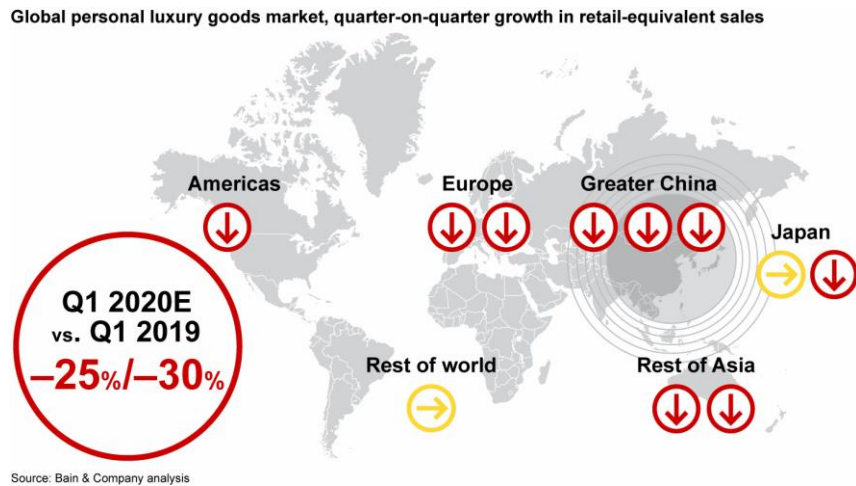 Global personal luxury goods market, quarter-on-quarter growth in retail-equivalent sales
Americas
Europe
Greater China
Japan
Q1 2020E
vs. Q1 2019
–25%/–30%
Rest of world
Rest of Asia
Source: Bain & Company analysis